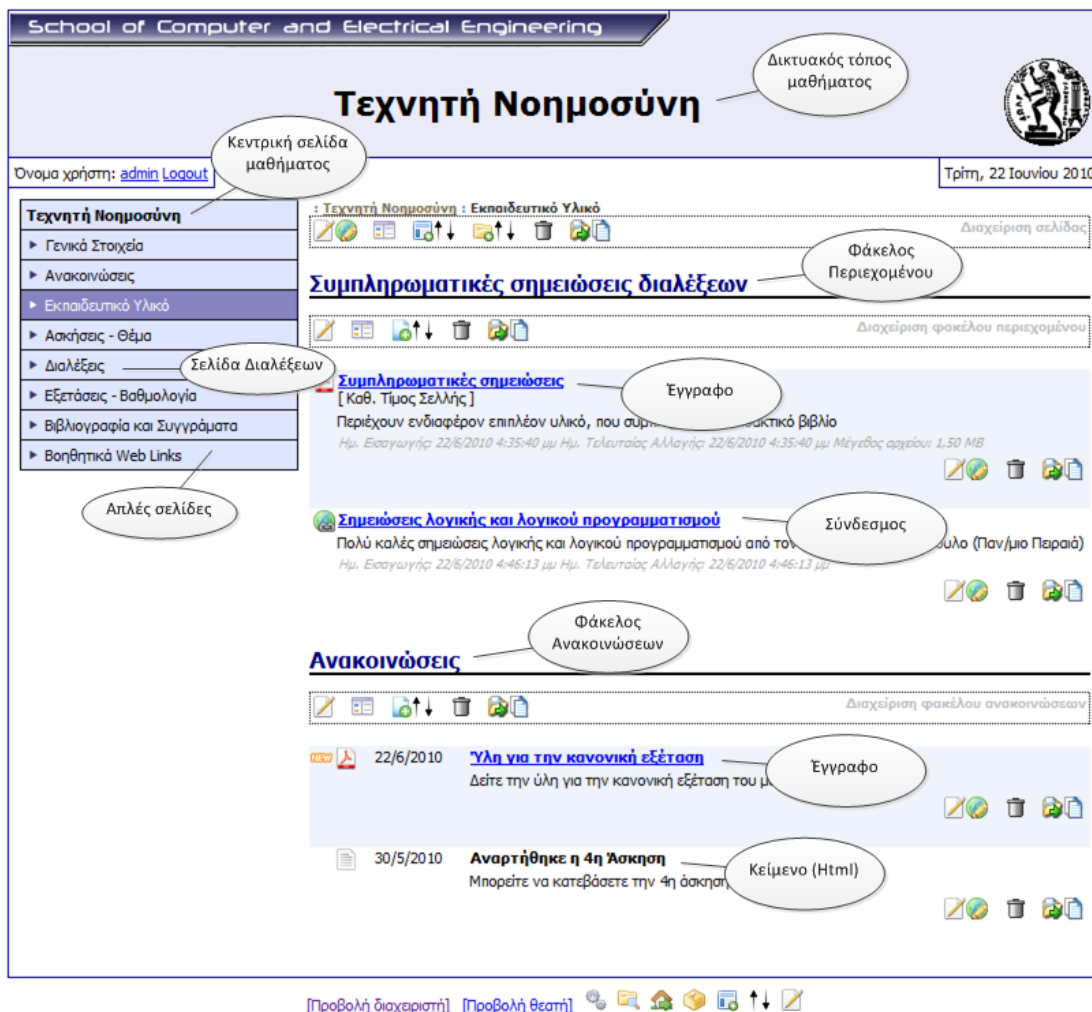 School of Computer and Electrical Engineering
Δικτυακός τόπος
μαθήματος
Τεχνητή Νοημοσύνη
Κεντρική σελίδα
μαθήματος
Όνομα χρήστη: admin Logout
Τρίτη, 22 Ιουνίου 2010
Τεχνητή Νοημοσύνη
Γενικά Στοιχεία
Ανακοινώσεις
Εκπαιδευτικό Υλικό
Ασκήσεις - Θέμα
Διαλέξεις
Σελίδα Διαλέξεων
Εξετάσεις - Βαθμολογία
Βιβλιογραφία και Συγγράματα
Βοηθητικά Web Links
Απλές σελίδες
: Τεχνητή Νοημοσύνη : Εκπαιδευτικό Υλικό
Διαχείριση σελίδας
Φάκελος
Περιεχομένου
Συμπληρωματικές σημειώσεις διαλέξεων
Διαχείριση φακέλου περιεχομένου
Συμπληρωματικές σημειώσεις
Έγγραφο
[ Καθ. Τίμος Σελλής ]
Περιέχουν ενδιαφέρον επιπλέον υλικό, που βιβλίο
Ημ. Εισαγωγής: 22/6/2010 4:35:40 μμ Ημ. Τελευταίας Αλλαγής: 22/6/2010 4:35:40 μμ Μέγεθος αρχείου: 1,50 MB
Σημειώσεις λογικής και λογικού προγραμματισμού
Σύνδεσμος
Πολύ καλές σημειώσεις λογικής και λογικού προγραμματισμού από τον (Παν/μιο Πειραιά)
Ημ. Εισαγωγής: 22/6/2010 4:46:13 μμ Ημ. Τελευταίας Αλλαγής: 22/6/2010 4:46:13 μμ
Φάκελος
Ανακοινώσεων
Ανακοινώσεις
Διαχείριση φακέλου ανακοινώσεων
NEW 22/6/2010 Ύλη για την κανονική εξέταση
Έγγραφο
Δείτε την ύλη για την κανονική εξέταση του
30/5/2010 Αναρτήθηκε η 4η Άσκηση
Κείμενο (Html)
Μπορείτε να κατεβάσετε την 4η άσκηση
[Προβολή διαχειριστή] [Προβολή θεατή]